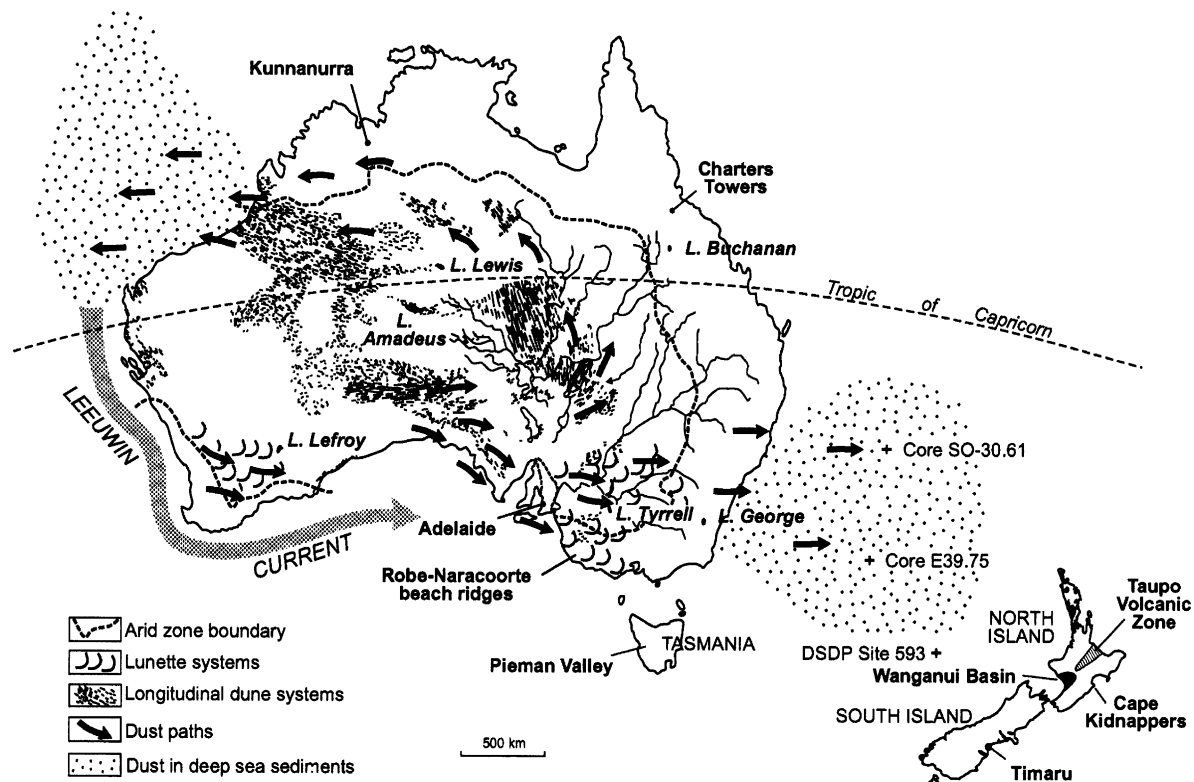 Kunnanurra
Charters
Towers
L. Buchanan
L. Lewis
Tropic of Capricorn
L.
Amadeus
LEEUWIN
CURRENT
L. Lefroy
Core SO-30.61
Adelaide
L. Tyrrell
L. George
Core E39.75
Robe-Naracoorte
beach ridges
Taupo
Volcanic
Zone
NORTH
ISLAND
TASMANIA
Pieman Valley
DSDP Site 593
Wanganui Basin
Cape
Kidnappers
SOUTH ISLAND
Timaru
Arid zone boundary
Lunette systems
Longitudinal dune systems
Dust paths
Dust in deep sea sediments
500 km